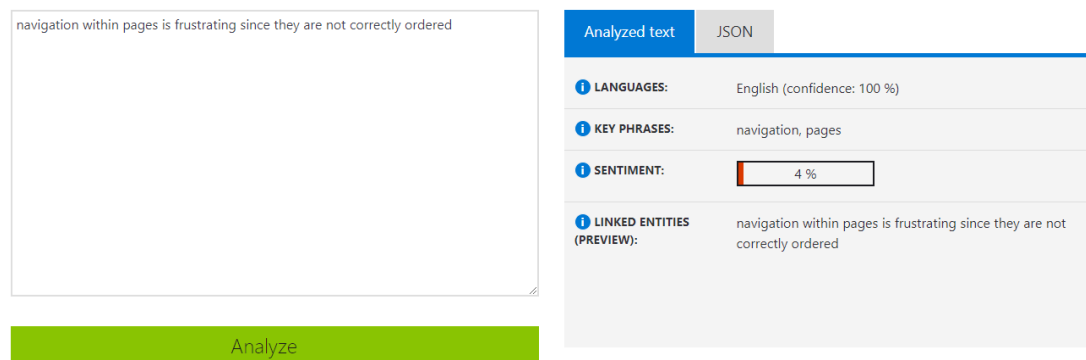 navigation within pages is frustrating since they are not correctly ordered
Analyze
Analyzed text
JSON
LANGUAGES: English (confidence: 100 %)
KEY PHRASES: navigation, pages
SENTIMENT: 4 %
LINKED ENTITIES (PREVIEW): navigation within pages is frustrating since they are not
correctly ordered